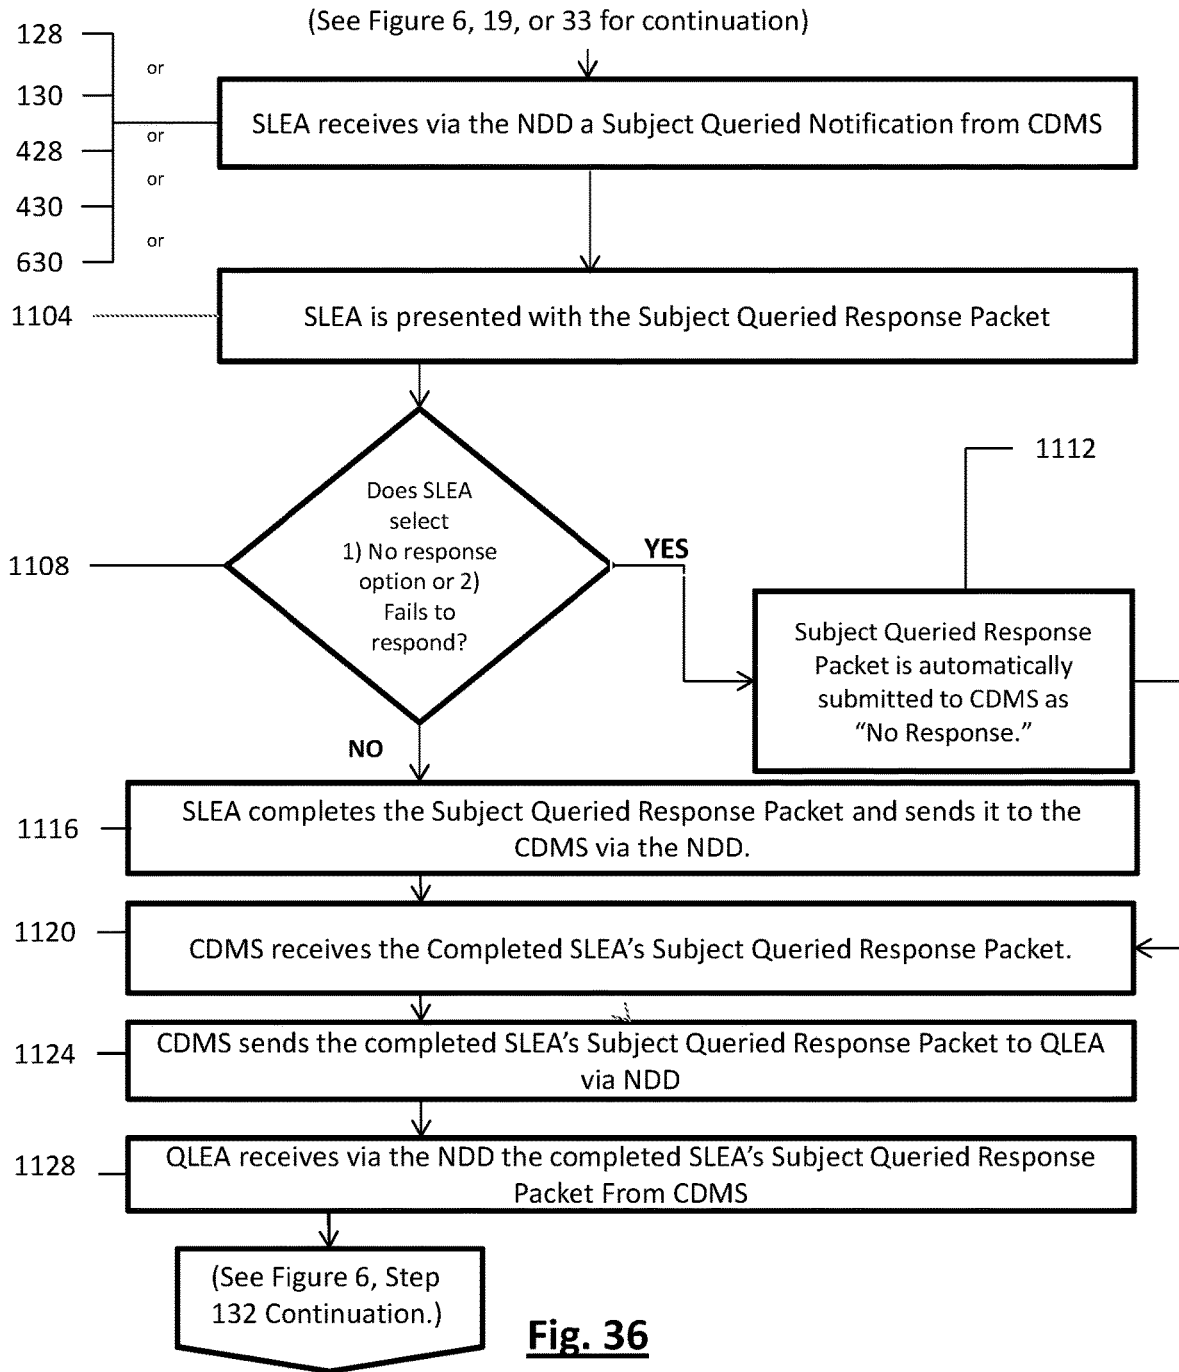 (See Figure 6, 19, or 33 for continuation)
128
or
130
SLEA receives via the NDD a Subject Queried Notification from CDMS
or
428
or
430
or
630
1104
SLEA is presented with the Subject Queried Response Packet
1112
Does SLEA
select
1) No response
option or 2)
Fails to
respond?
1108
YES
Subject Queried Response
Packet is automatically
submitted to CDMS as
“No Response.”
NO
1116
SLEA completes the Subject Queried Response Packet and sends it to the
CDMS via the NDD.
1120
CDMS receives the Completed SLEA’s Subject Queried Response Packet.
1124
CDMS sends the completed SLEA’s Subject Queried Response Packet to QLEA
via NDD
1128
QLEA receives via the NDD the completed SLEA’s Subject Queried Response
Packet From CDMS
(See Figure 6, Step
132 Continuation.)
Fig. 36